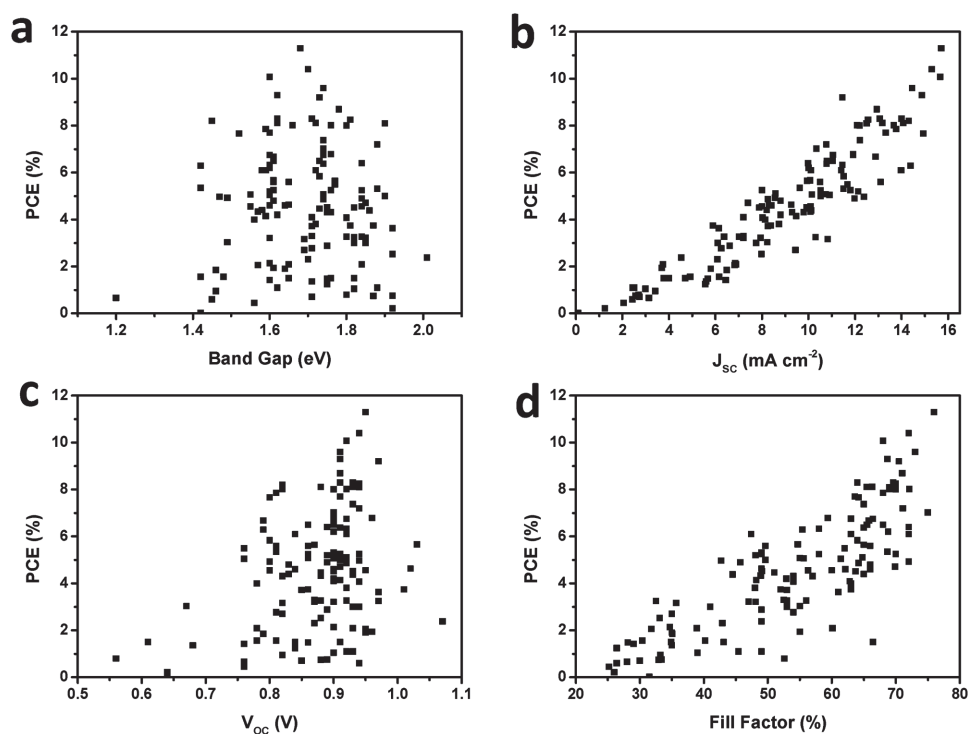 a
12
10
8
6
4
2
0
PCE (%)
1.2 1.4 1.6 1.8 2.0
Band Gap (eV)
b
12
10
8
6
4
2
0
PCE (%)
0 2 4 6 8 10 12 14 16
J_SC (mA cm⁻²)
c
12
10
8
6
4
2
0
PCE (%)
0.5 0.6 0.7 0.8 0.9 1.0 1.1
V_OC (V)
d
12
10
8
6
4
2
0
PCE (%)
20 30 40 50 60 70 80
Fill Factor (%)